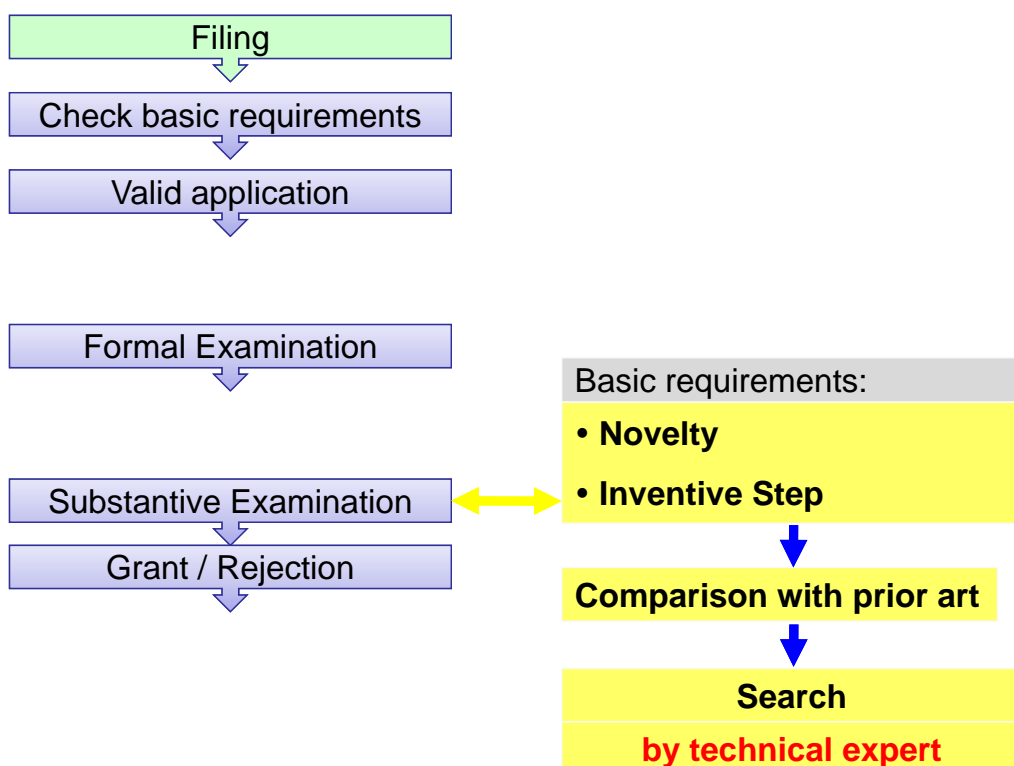 Filing
Check basic requirements
Valid application
Formal Examination
Substantive Examination
Grant / Rejection
Basic requirements:
• Novelty
• Inventive Step
Comparison with prior art
Search
by technical expert